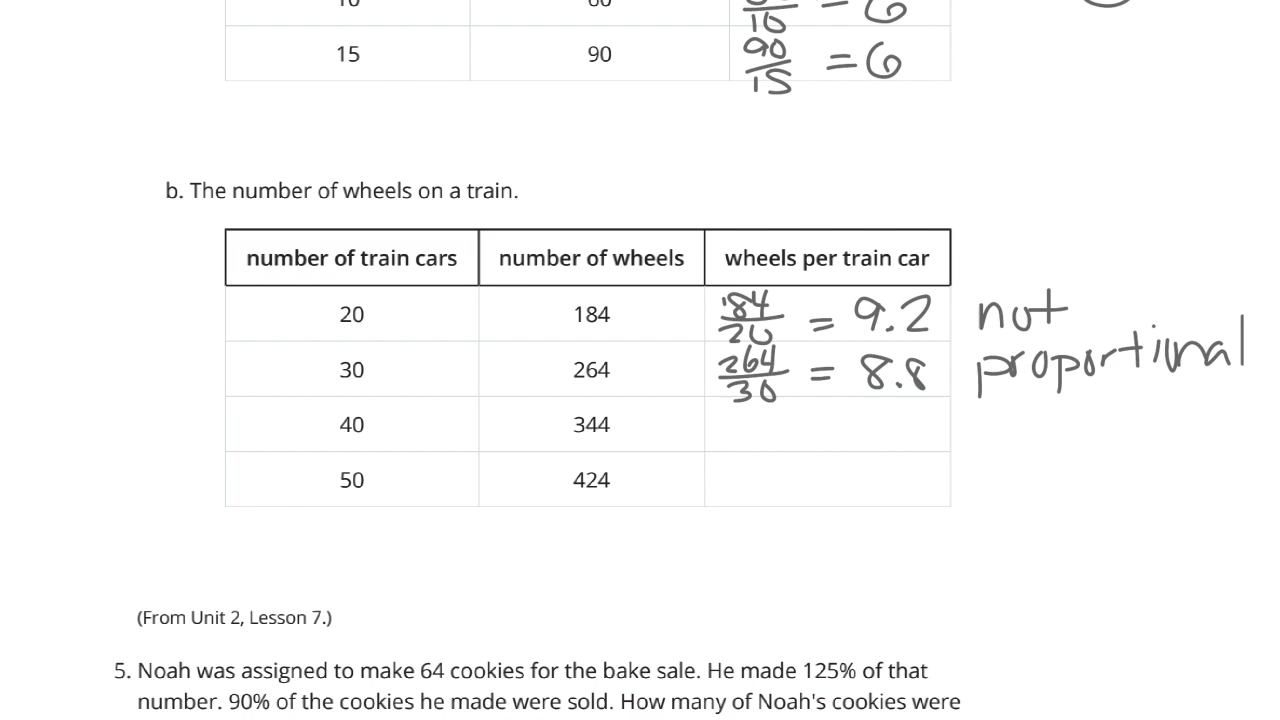 10 60 10 = 6
15 90 90/15 = 6
b. The number of wheels on a train.
number of train cars number of wheels wheels per train car
20 184 184/20 = 9.2 not
30 264 264/30 = 8.8 proportional
40 344
50 424
(From Unit 2, Lesson 7.)
5. Noah was assigned to make 64 cookies for the bake sale. He made 125% of that
number. 90% of the cookies he made were sold. How many of Noah's cookies were